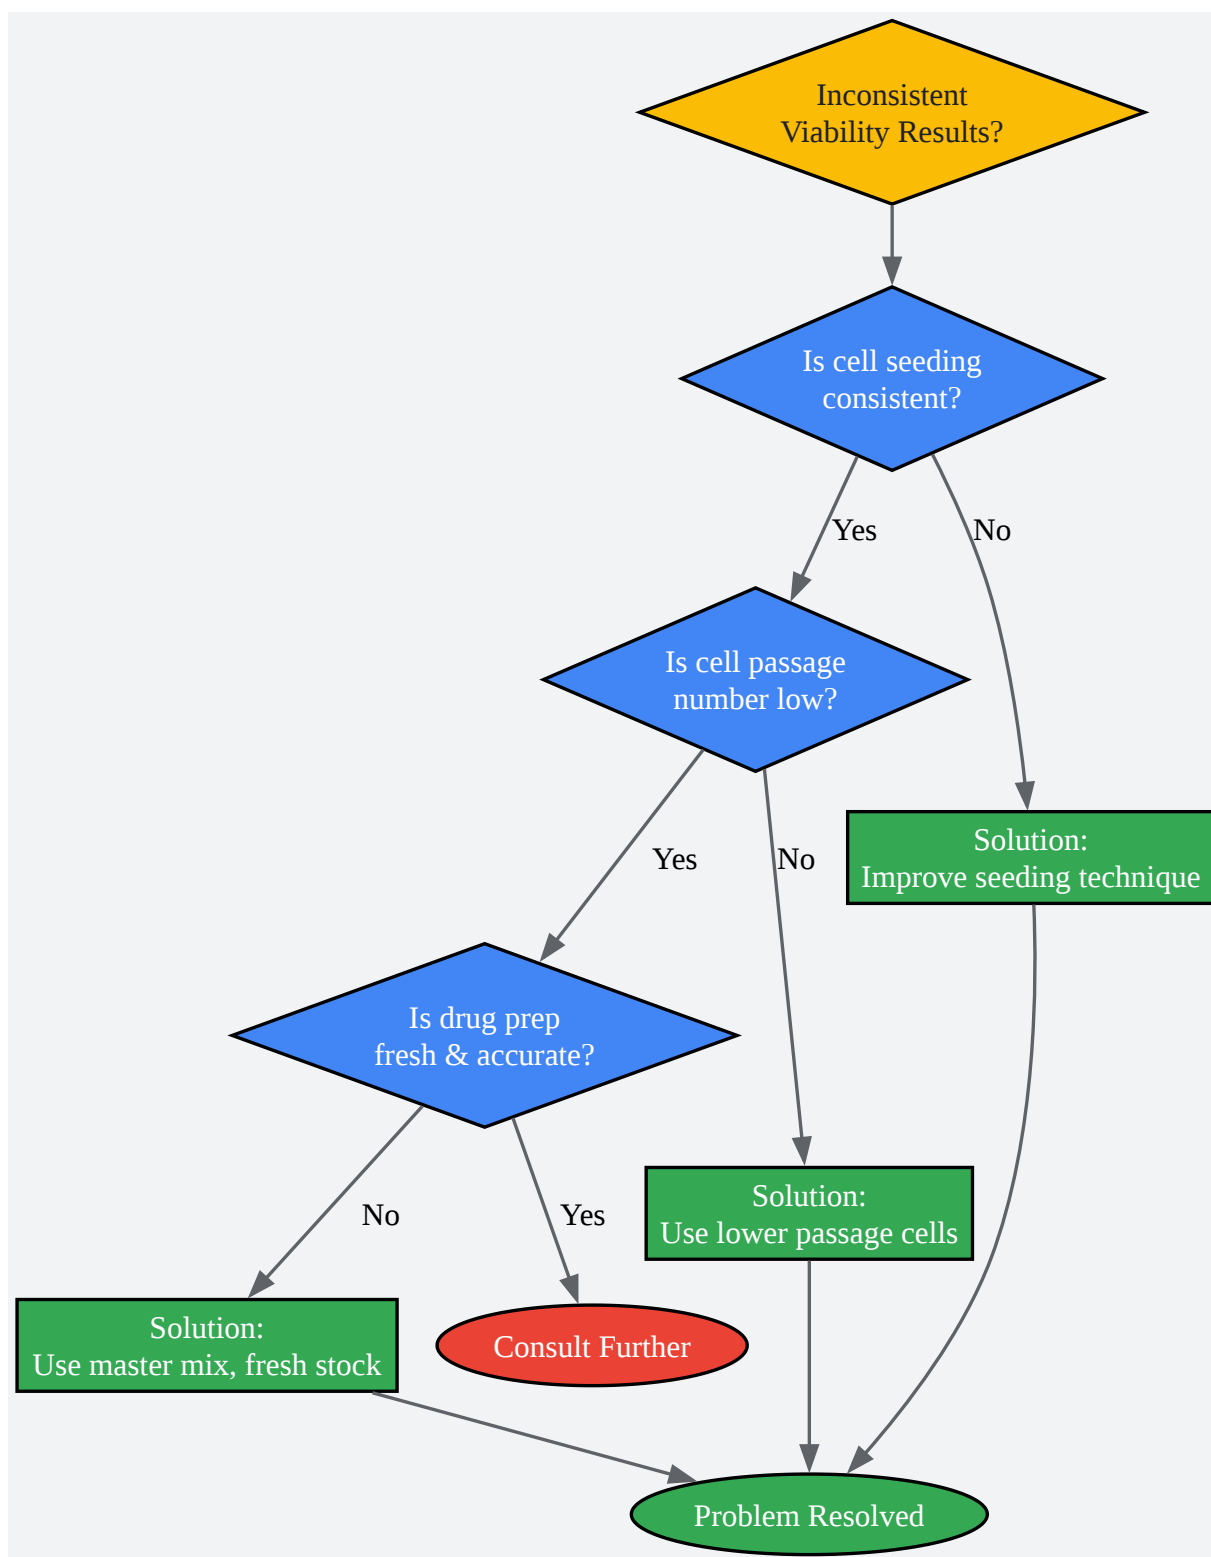 Inconsistent
Viability Results?
Is cell seeding
consistent?
Yes
No
Is cell passage
number low?
Solution:
Improve seeding technique
Yes
No
Is drug prep
fresh & accurate?
Solution:
Use lower passage cells
No
Yes
Solution:
Use master mix, fresh stock
Consult Further
Problem Resolved